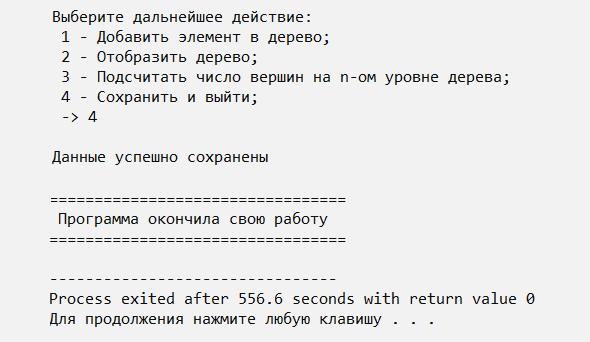 Выберите дальнейшее действие:
1 - Добавить элемент в дерево;
2 - Отобразить дерево;
3 - Подсчитать число вершин на n-ом уровне дерева;
4 - Сохранить и выйти;
-> 4
Данные успешно сохранены
=================================
Программа окончила свою работу
=================================
--------------------------------
Process exited after 556.6 seconds with return value 0
Для продолжения нажмите любую клавишу . . .